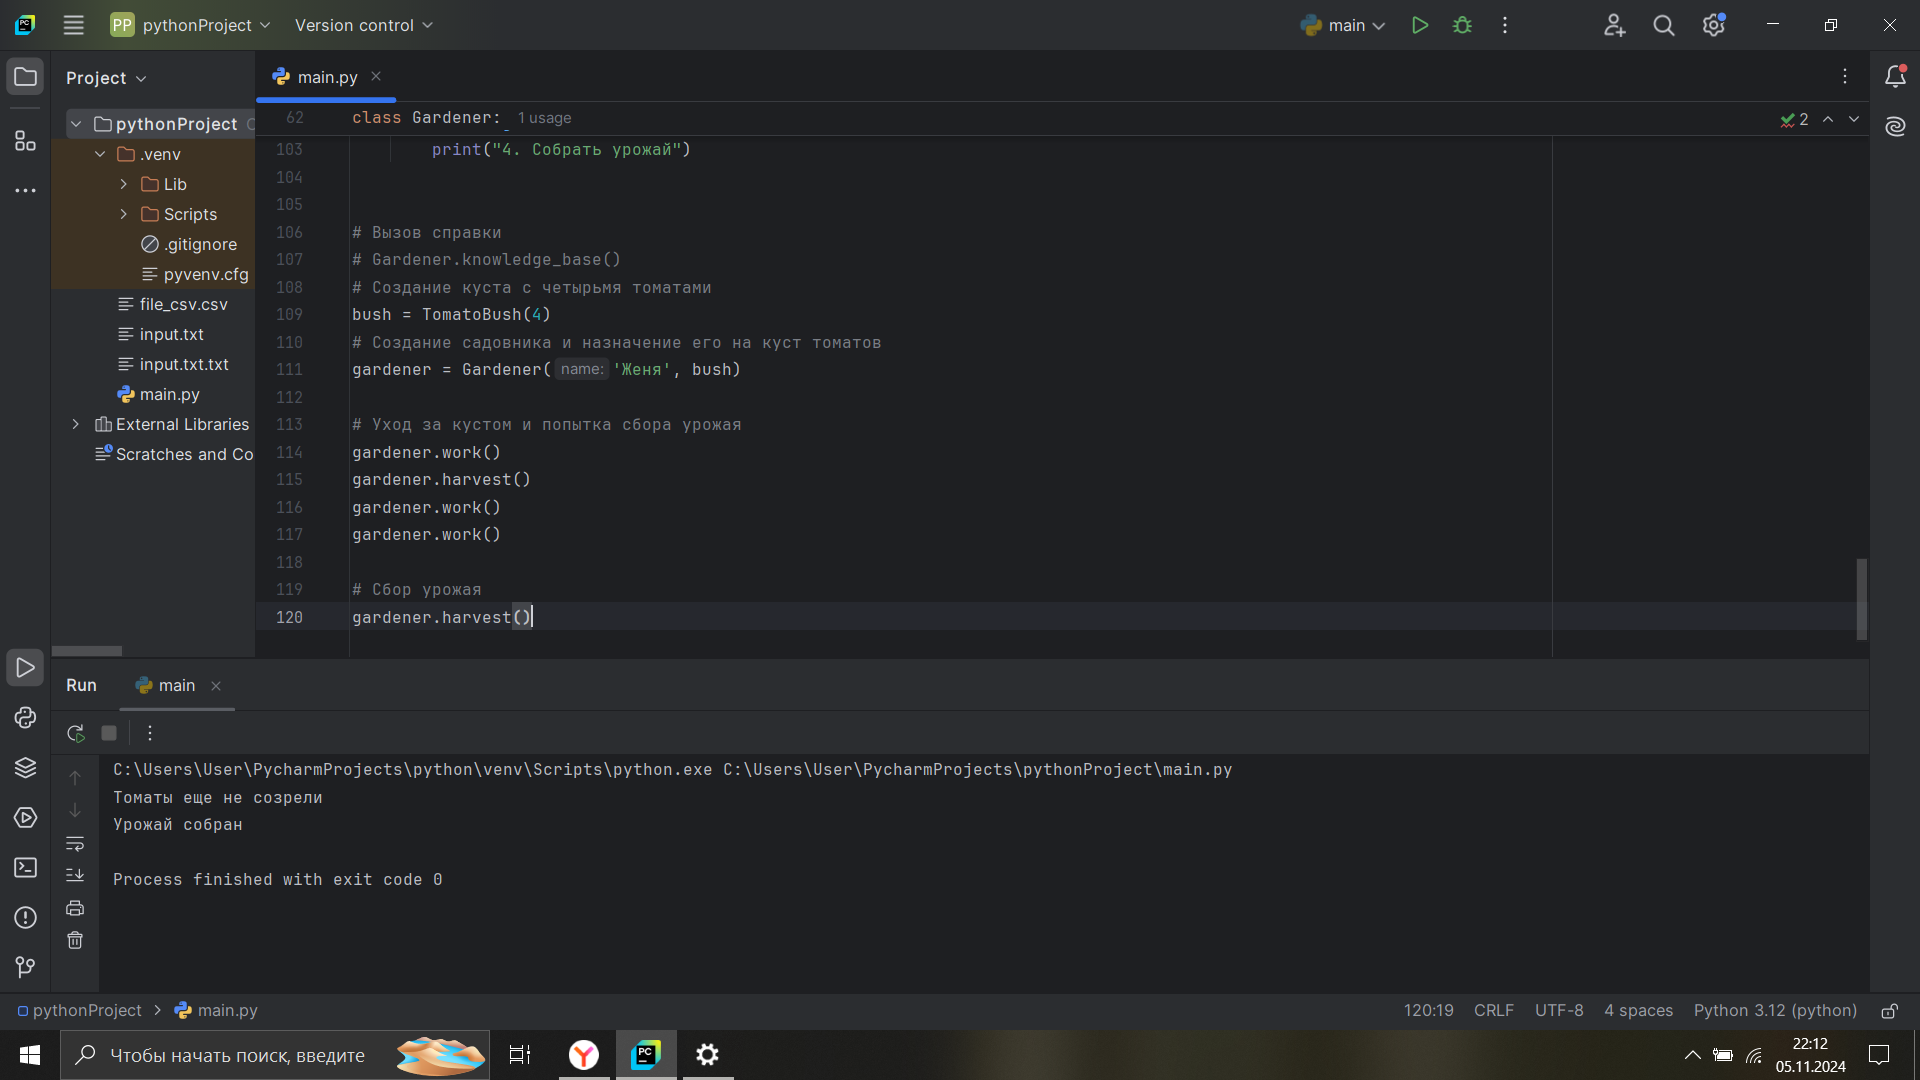 PP pythonProject Version control main
Project
main.py
pythonProject
.venv
Lib
Scripts
.gitignore
pyvenv.cfg
file_csv.csv
input.txt
input.txt.txt
main.py
External Libraries
Scratches and Co
62 class Gardener: 1 usage
2
103 print("4. Собрать урожай")
104
105
106 # Вызов справки
107 # Gardener.knowledge_base()
108 # Создание куста с четырьмя томатами
109 bush = TomatoBush(4)
110 # Создание садовника и назначение его на куст томатов
111 gardener = Gardener( name: 'Женя', bush)
112
113 # Уход за кустом и попытка сбора урожая
114 gardener.work()
115 gardener.harvest()
116 gardener.work()
117 gardener.work()
118
119 # Сбор урожая
120 gardener.harvest()
Run main
C:\Users\User\PycharmProjects\python\venv\Scripts\python.exe C:\Users\User\PycharmProjects\pythonProject\main.py
Томаты еще не созрели
Урожай собран
Process finished with exit code 0
pythonProject > main.py
120:19 CRLF UTF-8 4 spaces Python 3.12 (python)
Чтобы начать поиск, введите
22:12
05.11.2024